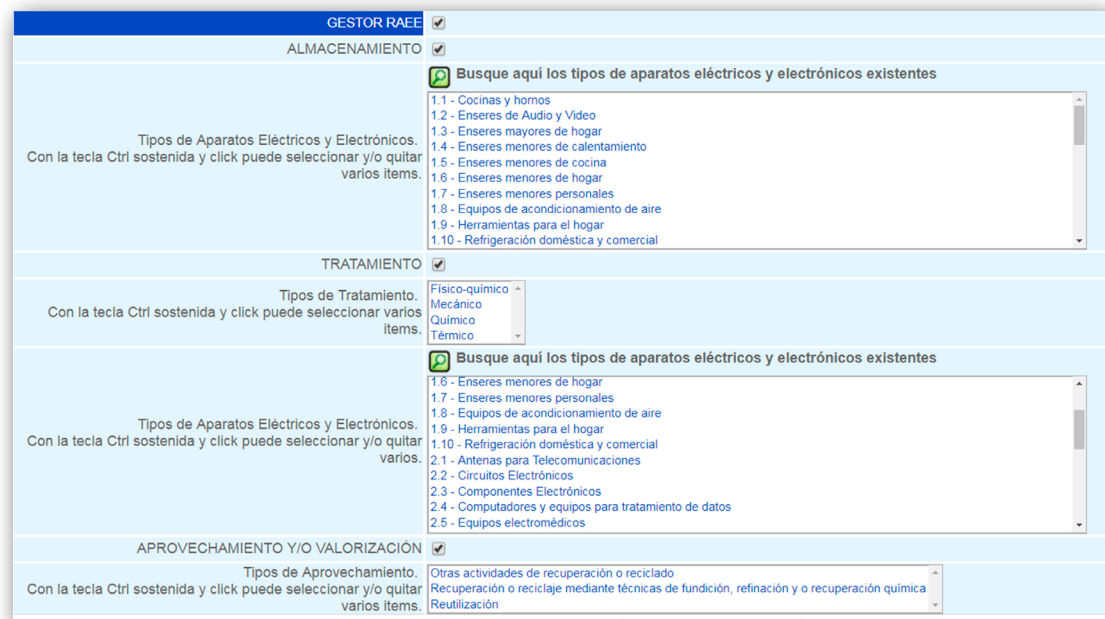 GESTOR RAEE
ALMACENAMIENTO
Busque aquí los tipos de aparatos eléctricos y electrónicos existentes
Tipos de Aparatos Eléctricos y Electrónicos.
Con la tecla Ctrl sostenida y click puede seleccionar y/o quitar
varios items.
1.1 - Cocinas y hornos
1.2 - Enseres de Audio y Video
1.3 - Enseres mayores de hogar
1.4 - Enseres menores de calentamiento
1.5 - Enseres menores de cocina
1.6 - Enseres menores de hogar
1.7 - Enseres menores personales
1.8 - Equipos de acondicionamiento de aire
1.9 - Herramientas para el hogar
1.10 - Refrigeración doméstica y comercial
TRATAMIENTO
Tipos de Tratamiento.
Con la tecla Ctrl sostenida y click puede seleccionar varios
items.
Físico-químico
Mecánico
Químico
Térmico
Busque aquí los tipos de aparatos eléctricos y electrónicos existentes
Tipos de Aparatos Eléctricos y Electrónicos.
Con la tecla Ctrl sostenida y click puede seleccionar y/o quitar
varios.
1.6 - Enseres menores de hogar
1.7 - Enseres menores personales
1.8 - Equipos de acondicionamiento de aire
1.9 - Herramientas para el hogar
1.10 - Refrigeración doméstica y comercial
2.1 - Antenas para Telecomunicaciones
2.2 - Circuitos Electrónicos
2.3 - Componentes Electrónicos
2.4 - Computadores y equipos para tratamiento de datos
2.5 - Equipos electromédicos
APROVECHAMIENTO Y/O VALORIZACIÓN
Tipos de Aprovechamiento.
Con la tecla Ctrl sostenida y click puede seleccionar y/o quitar
varios items.
Otras actividades de recuperación o reciclado
Recuperación o reciclaje mediante técnicas de fundición, refinación y o recuperación química
Reutilización